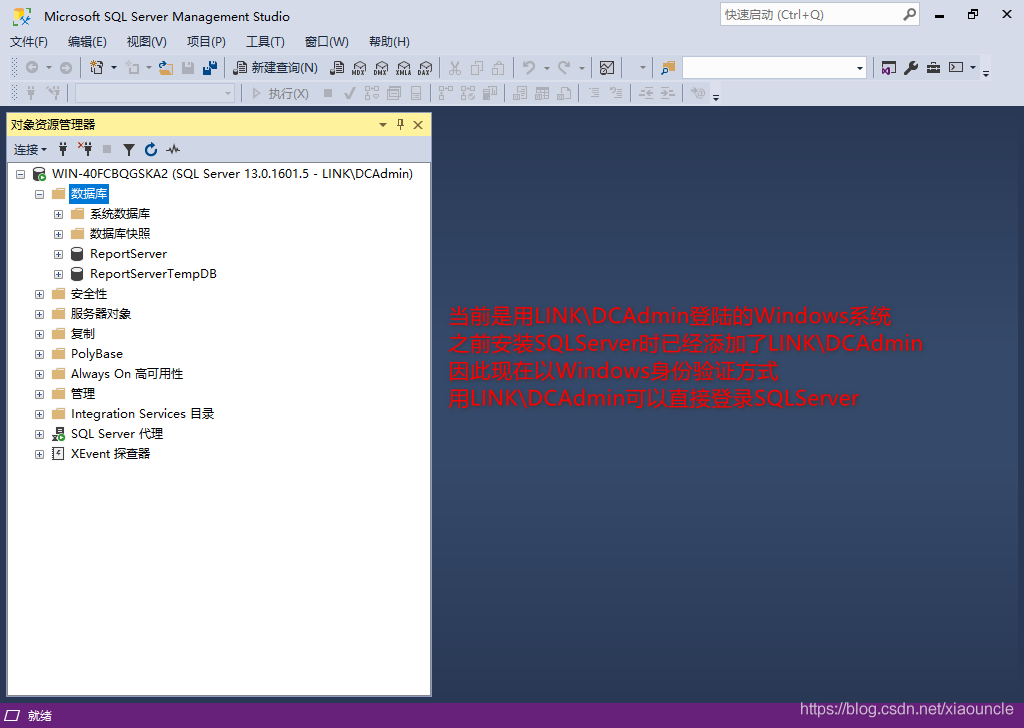 Microsoft SQL Server Management Studio
快速启动 (Ctrl+Q)
文件(F) 编辑(E) 视图(V) 项目(P) 工具(T) 窗口(W) 帮助(H)
新建查询(N) MDX DMX XMLA DAX
执行(X)
对象资源管理器
连接
WIN-40FCBQGSKA2 (SQL Server 13.0.1601.5 - LINK\DCAdmin)
数据库
系统数据库
数据库快照
ReportServer
ReportServerTempDB
安全性
服务器对象
复制
PolyBase
Always On 高可用性
管理
Integration Services 目录
SQL Server 代理
XEvent 探查器
当前是用LINK\DCAdmin登陆的Windows系统
之前安装SQLServer时已经添加了LINK\DCAdmin
因此现在以Windows身份验证方式
用LINK\DCAdmin可以直接登录SQLServer
就绪
https://blog.csdn.net/xiaouncle